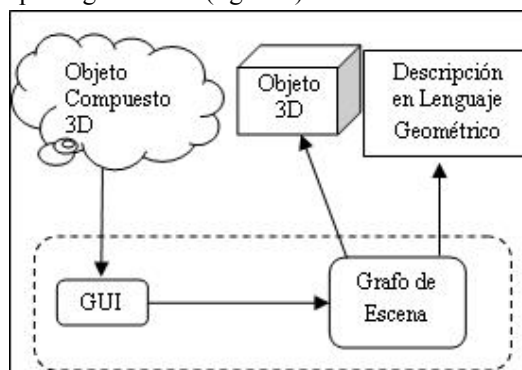 Objeto
Compuesto
3D
Objeto
3D
Descripción
en Lenguaje
Geométrico
GUI
Grafo de
Escena